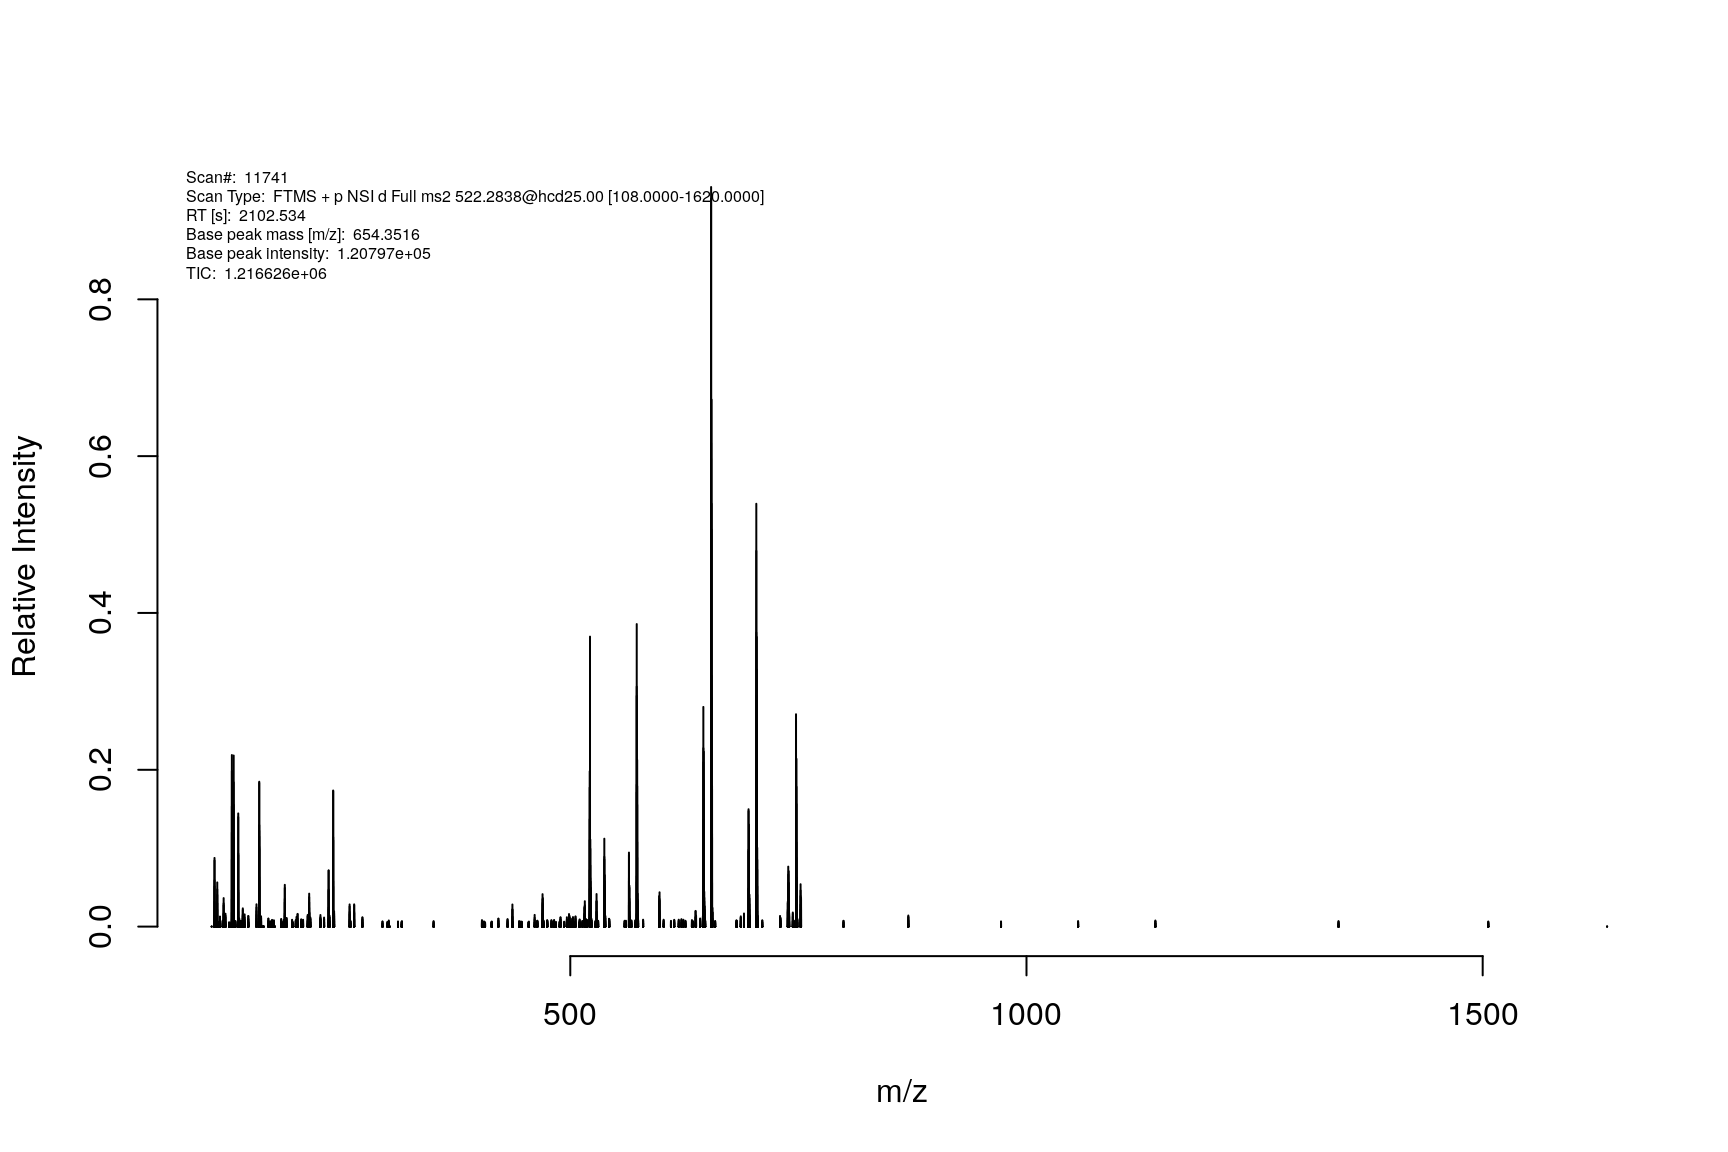 Scan#: 11741
Scan Type: FTMS + p NSI d Full ms2 522.2838@hcd25.00 [108.0000-1620.0000]
RT [s]: 2102.534
Base peak mass [m/z]: 654.3516
Base peak intensity: 1.20797e+05
TIC: 1.216626e+06
0.8
0.6
0.4
0.2
0.0
Relative Intensity
500 1000 1500
m/z